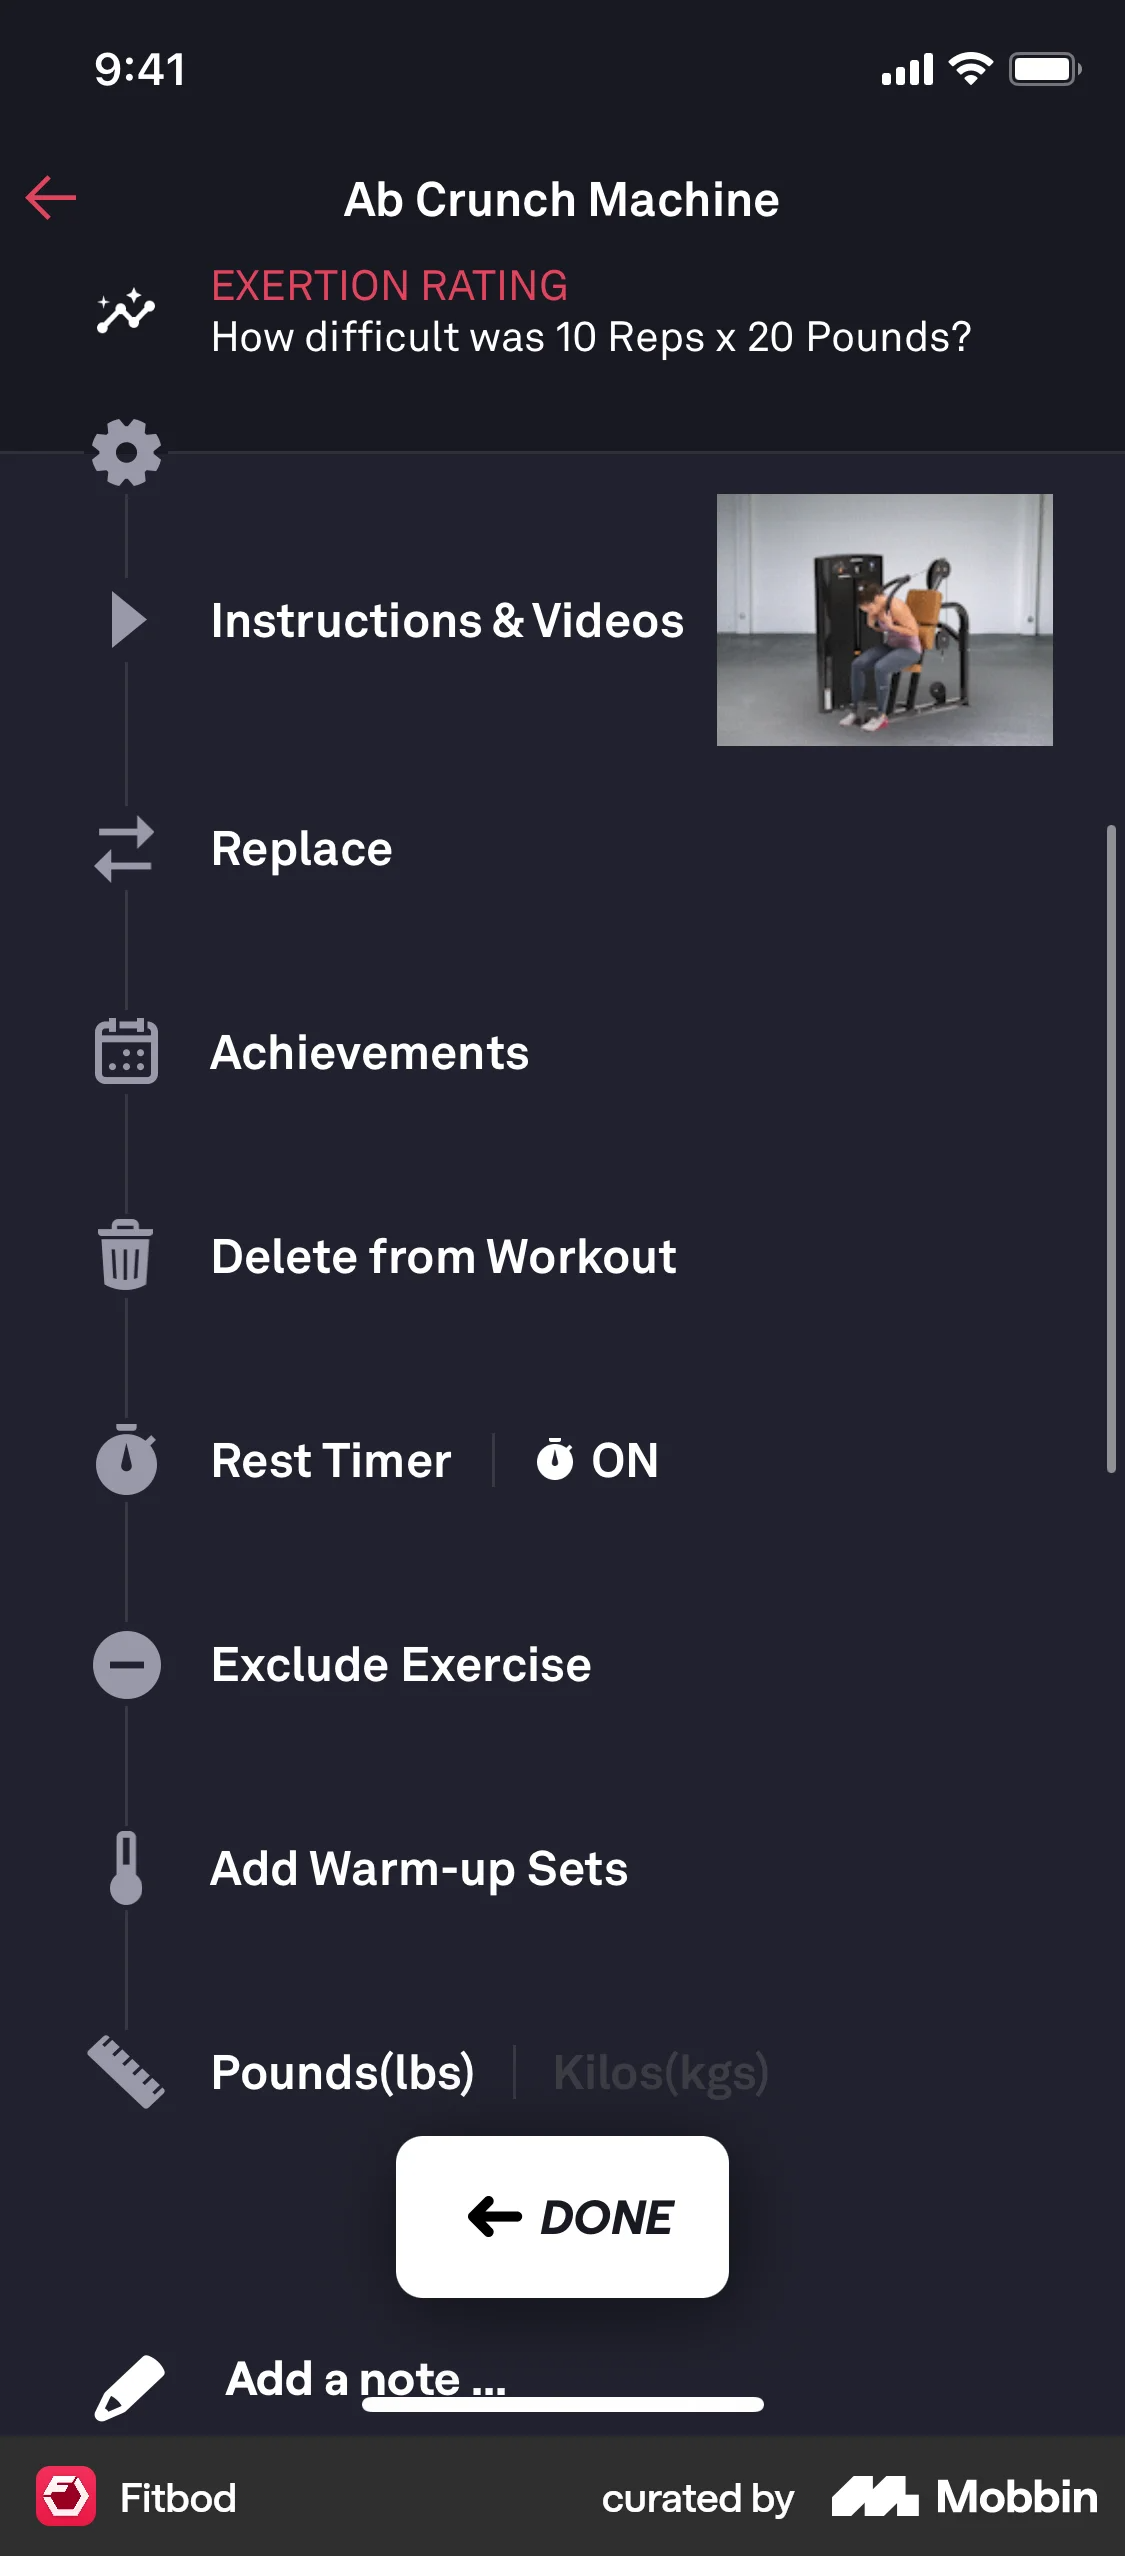 9:41
Ab Crunch Machine
EXERTION RATING
How difficult was 10 Reps x 20 Pounds?
Instructions & Videos
Replace
Achievements
Delete from Workout
Rest Timer ON
Exclude Exercise
Add Warm-up Sets
Pounds(lbs) Kilos(kgs)
DONE
Add a note ...
Fitbod curated by Mobbin